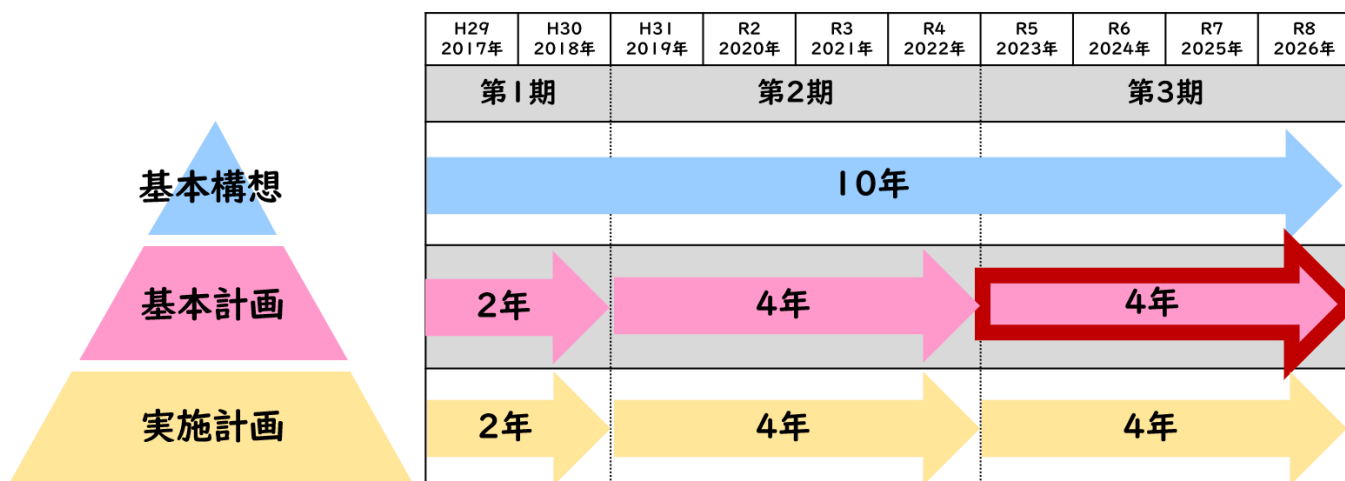 H29 H30 H31 R2 R3 R4 R5 R6 R7 R8
2017年 2018年 2019年 2020年 2021年 2022年 2023年 2024年 2025年 2026年
第1期 第2期 第3期
基本構想 10年
基本計画 2年 4年 4年
実施計画 2年 4年 4年